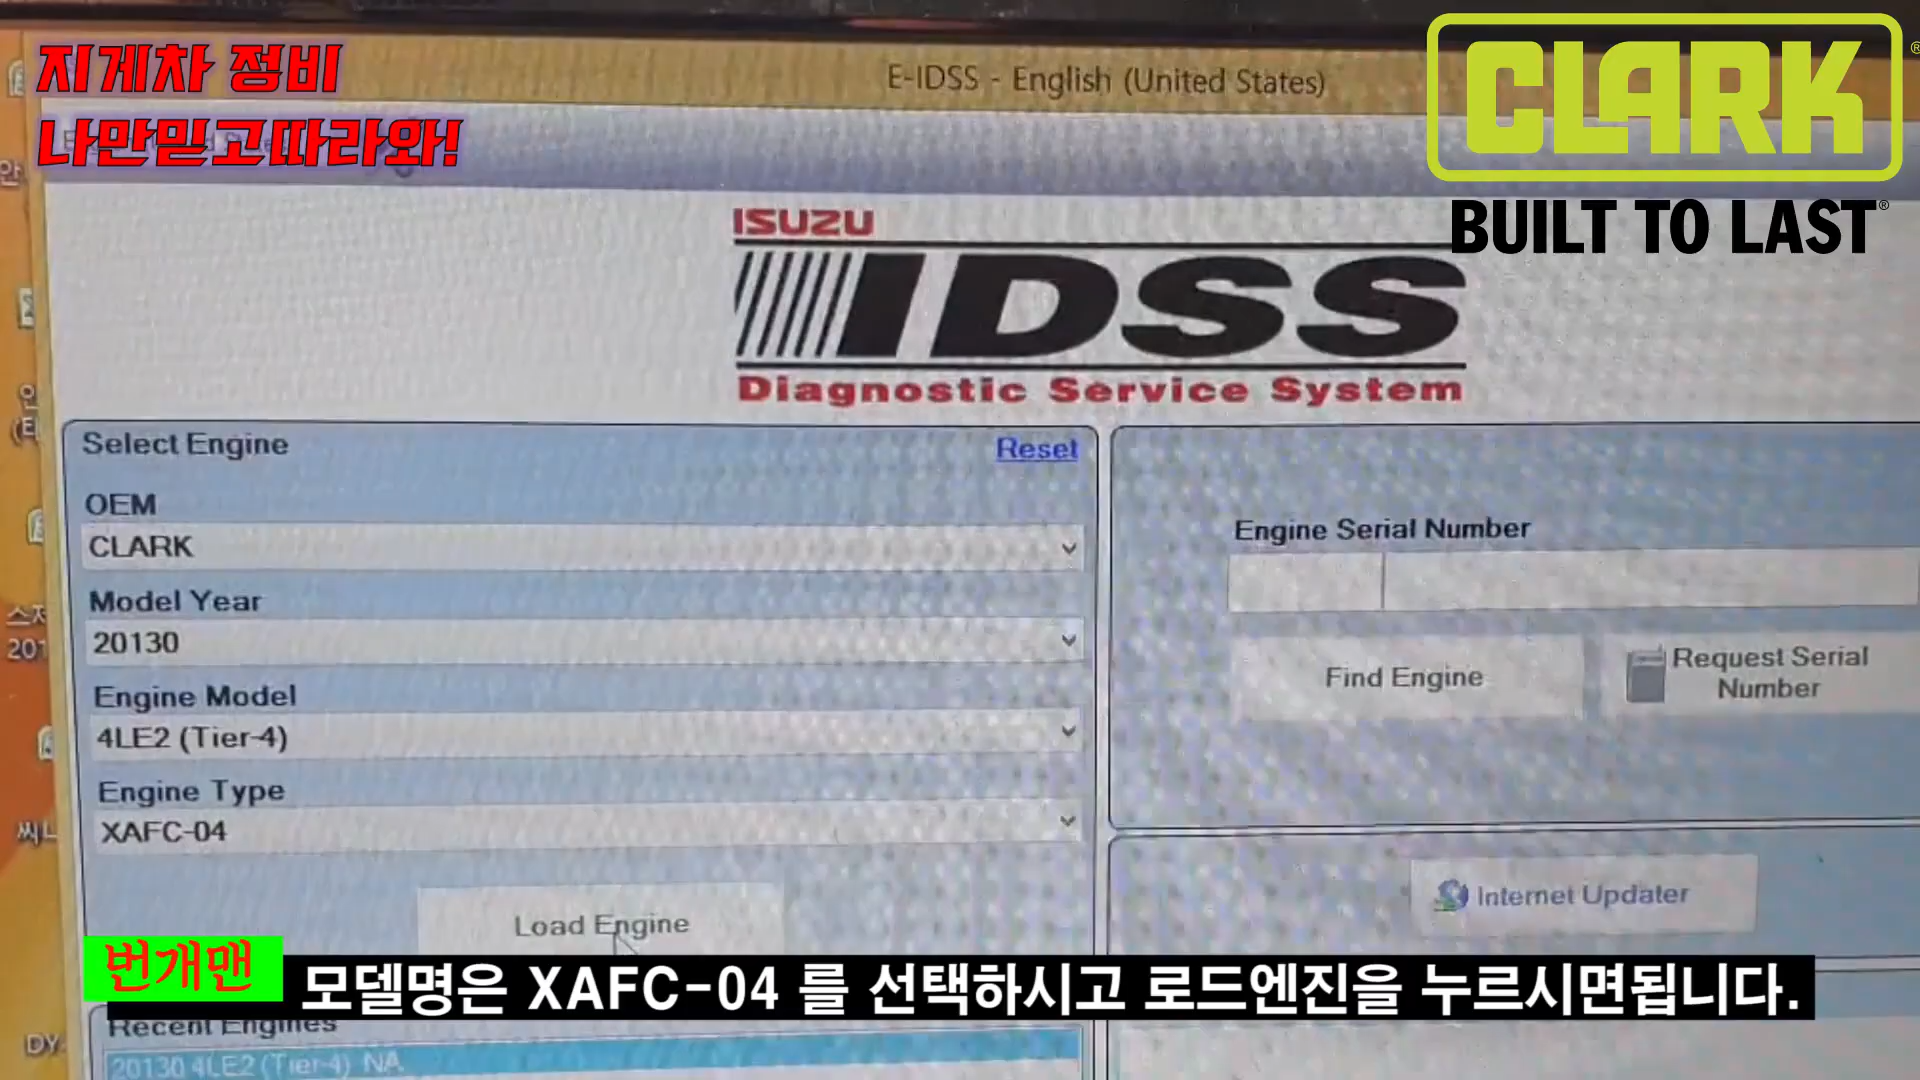 지게차 정비
나만믿고따라와!
E-IDSS - English (United States)
CLARK®
BUILT TO LAST®
ISUZU
IDSS
Diagnostic Service System
Select Engine
Reset
OEM
CLARK
Model Year
20130
Engine Model
4LE2 (Tier-4)
Engine Type
XAFC-04
Load Engine
Engine Serial Number
Find Engine
Request Serial
Number
Internet Updater
번개맨
모델명은 XAFC-04 를 선택하시고 로드엔진을 누르시면됩니다.
Recent Engines
20130 4LE2 (Tier-4) NA
DY